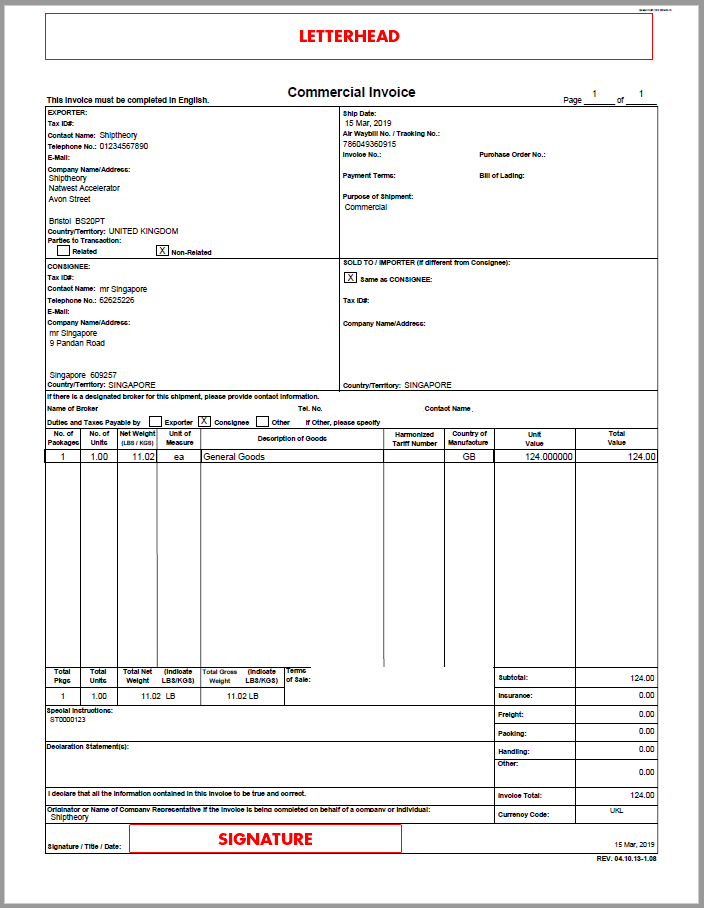 LETTERHEAD
Commercial Invoice
This invoice must be completed in English.
Page 1 of 1
EXPORTER:
Tax ID#:
Contact Name: Shiptheory
Telephone No.: 01234567890
E-Mail:
Company Name/Address:
Shiptheory
Natwest Accelerator
Avon Street
Bristol BS20PT
Country/Territory: UNITED KINGDOM
Parties to Transaction:
Related X Non-Related
Ship Date:
15 Mar, 2019
Air Waybill No. / Tracking No.:
786049360915
Invoice No.: Purchase Order No.:
Payment Terms: Bill of Lading:
Purpose of Shipment:
Commercial
CONSIGNEE:
Tax ID#:
Contact Name: mr Singapore
Telephone No.: 62625226
E-Mail:
Company Name/Address:
mr Singapore
9 Pandan Road
Singapore 609257
Country/Territory: SINGAPORE
SOLD TO / IMPORTER (if different from Consignee):
X Same as CONSIGNEE:
Tax ID#:
Company Name/Address:
Country/Territory: SINGAPORE
If there is a designated broker for this shipment, please provide contact information.
Name of Broker Tel. No. Contact Name
Duties and Taxes Payable by Exporter X Consignee Other If Other, please specify
No. of Packages No. of Units Net Weight (LBS / KGS) Unit of Measure Description of Goods Harmonized Tariff Number Country of Manufacture Unit Value Total Value
1 1.00 11.02 ea General Goods GB 124.000000 124.00
Total Pkgs Total Units Total Net Weight (Indicate LBS/KGS) Total Gross Weight (Indicate LBS/KGS) Terms of Sale:
1 1.00 11.02 LB 11.02 LB
Subtotal: 124.00
Insurance: 0.00
Freight: 0.00
Packing: 0.00
Handling: 0.00
Other: 0.00
Invoice Total: 124.00
Currency Code: UKL
Special Instructions:
ST0000123
Declaration Statement(s):
I declare that all the information contained in this invoice to be true and correct.
Originator or Name of Company Representative if the invoice is being completed on behalf of a company or individual:
Shiptheory
SIGNATURE
Signature / Title / Date: 15 Mar, 2019
REV. 04.10.13-1.08